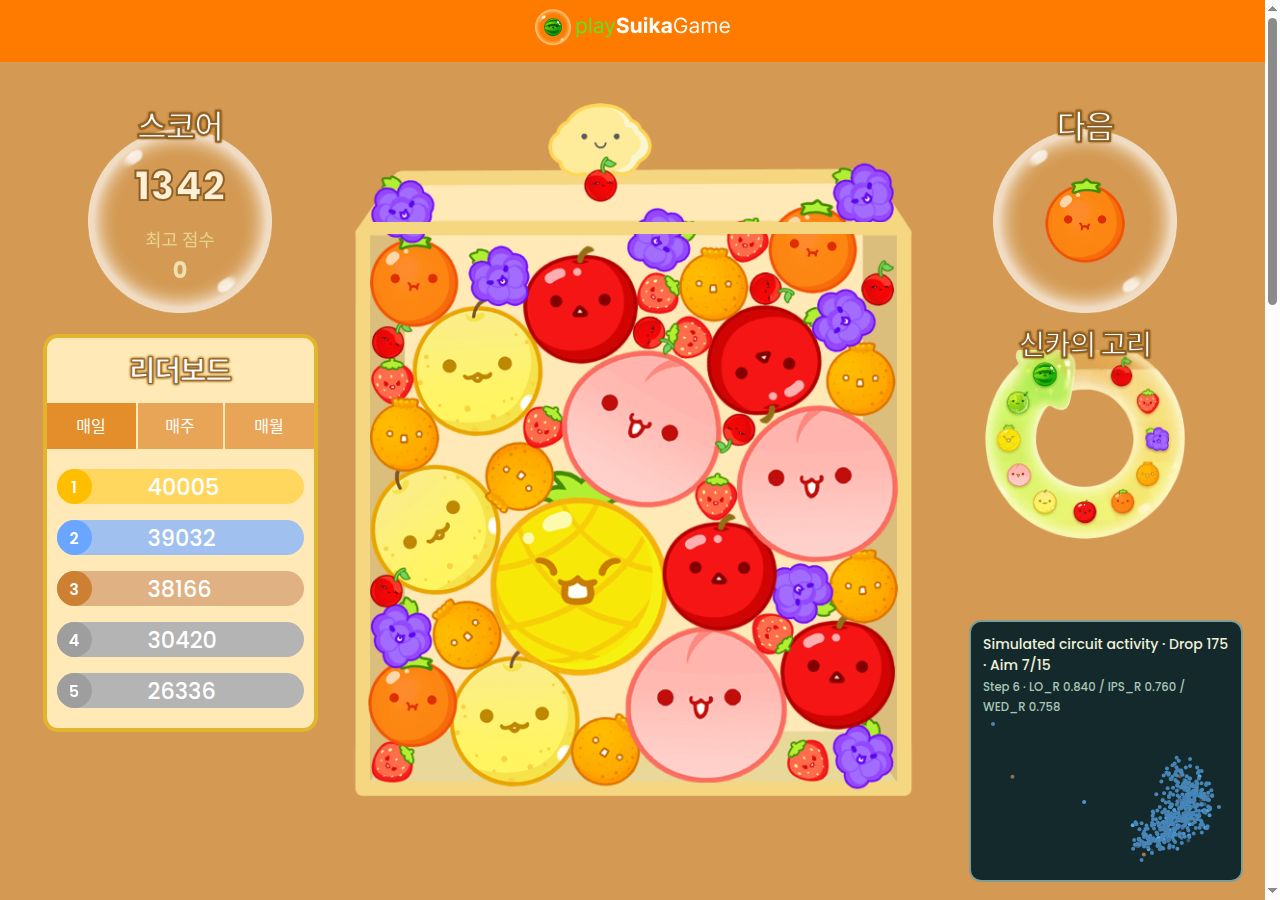 playSuikaGame
스코어
1342
최고 점수
0
리더보드
매일 매주 매월
1 40005
2 39032
3 38166
4 30420
5 26336
다음
신카의 고리
Simulated circuit activity · Drop 175
· Aim 7/15
Step 6 · LO_R 0.840 / IPS_R 0.760 /
WED_R 0.758